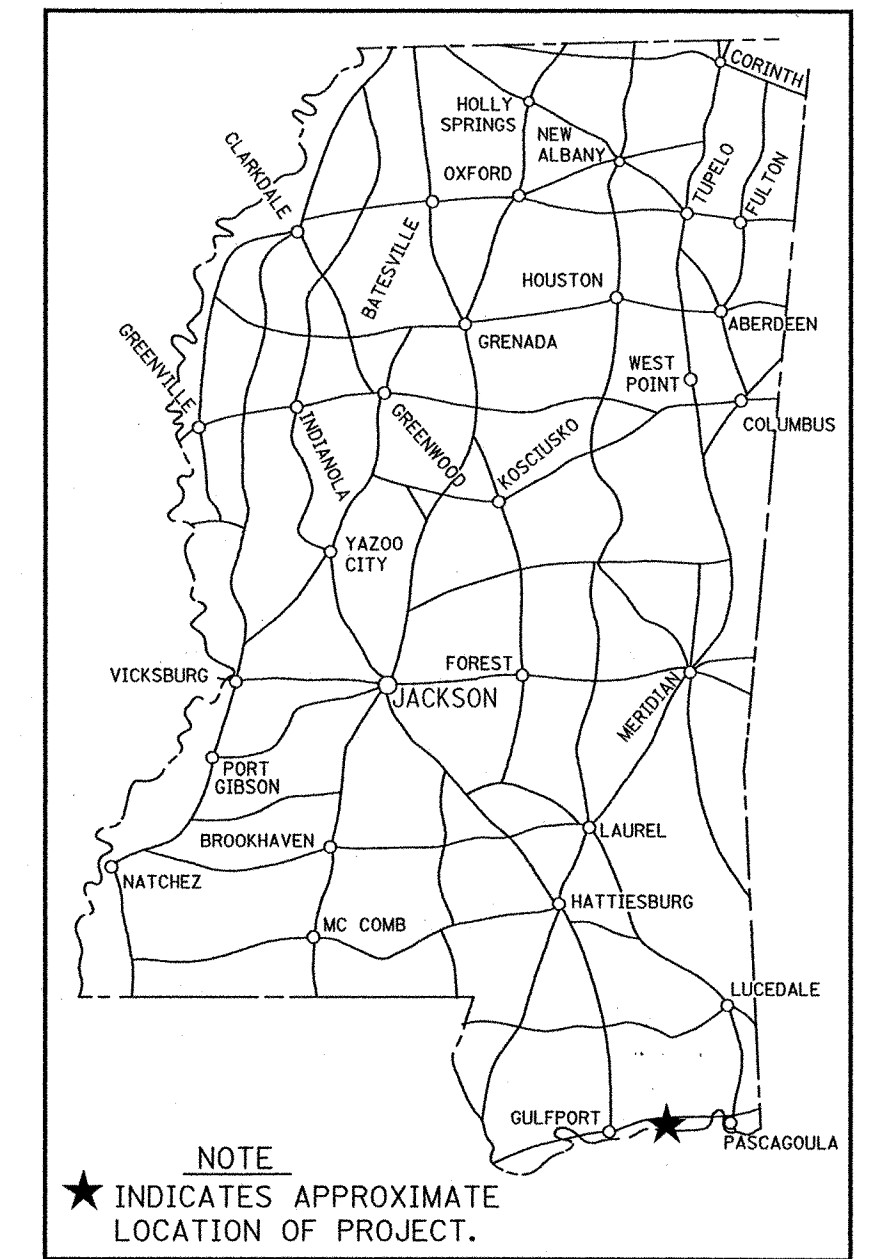 CORINTH
HOLLY
SPRINGS
NEW
ALBANY
CLARKDALE
OXFORD
TUPELO
FULTON
BATESVILLE
HOUSTON
GREENVILLE
GRENADA
ABERDEEN
WEST
POINT
INDIANOLA
GREENWOOD
KOSCIUSKO
COLUMBUS
YAZOO
CITY
VICKSBURG
FOREST
JACKSON
MERIDIAN
PORT
GIBSON
BROOKHAVEN
LAUREL
NATCHEZ
HATTIESBURG
MC COMB
LUCEDALE
GULFPORT
PASCAGOULA
NOTE
INDICATES APPROXIMATE
LOCATION OF PROJECT.